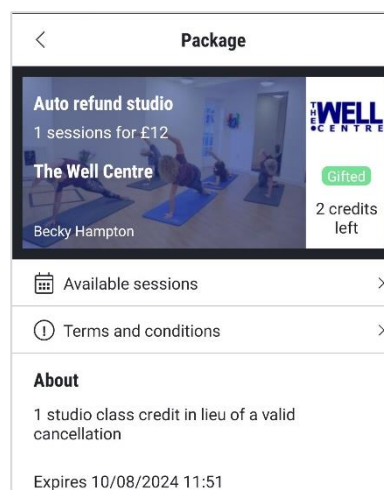 Package
Auto refund studio
1 sessions for £12
The Well Centre
Becky Hampton
THE WELL
CENTRE
Gifted
2 credits
left
Available sessions
Terms and conditions
About
1 studio class credit in lieu of a valid
cancellation
Expires 10/08/2024 11:51